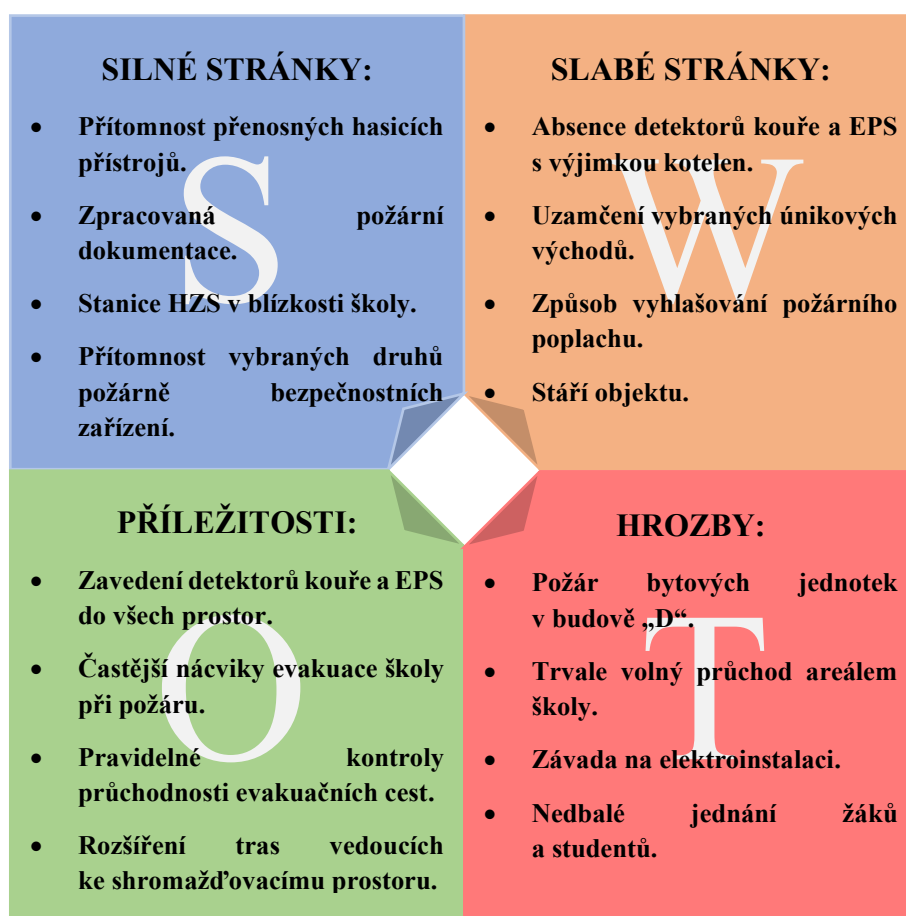 SILNÉ STRÁNKY:
• Přítomnost přenosných hasicích
přístrojů.
• Zpracovaná požární
dokumentace.
• Stanice HZS v blízkosti školy.
• Přítomnost vybraných druhů
požárně bezpečnostních
zařízení.
S
SLABÉ STRÁNKY:
• Absence detektorů kouře a EPS
s výjimkou kotelen.
• Uzamčení vybraných únikových
východů.
• Způsob vyhlašování požárního
poplachu.
• Stáří objektu.
W
PŘÍLEŽITOSTI:
• Zavedení detektorů kouře a EPS
do všech prostor.
• Častější nácviky evakuace školy
při požáru.
• Pravidelné kontroly
průchodnosti evakuačních cest.
• Rozšíření tras vedoucích
ke shromažďovacímu prostoru.
O
HROZBY:
• Požár bytových jednotek
v budově „D“.
• Trvale volný průchod areálem
školy.
• Závada na elektroinstalaci.
• Nedbalé jednání žáků
a studentů.
T